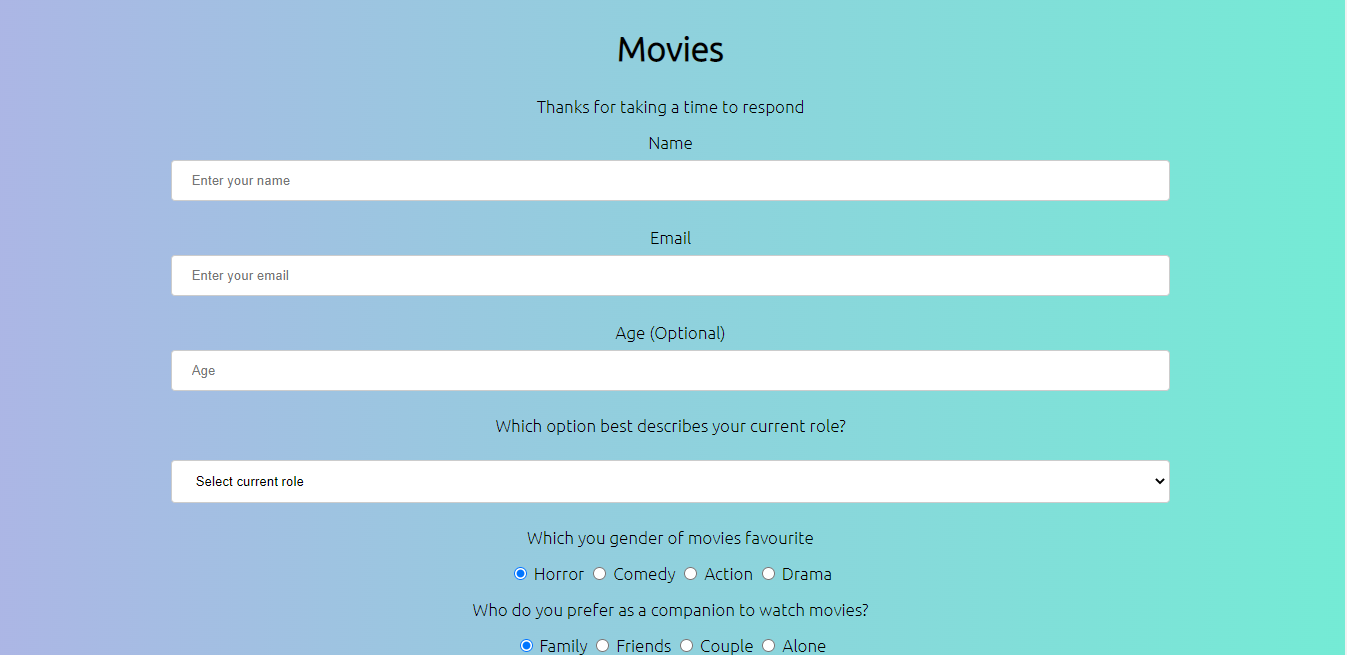 Movies
Thanks for taking a time to respond
Name
Enter your name
Email
Enter your email
Age (Optional)
Age
Which option best describes your current role?
Select current role
Which you gender of movies favourite
Horror Comedy Action Drama
Who do you prefer as a companion to watch movies?
Family Friends Couple Alone